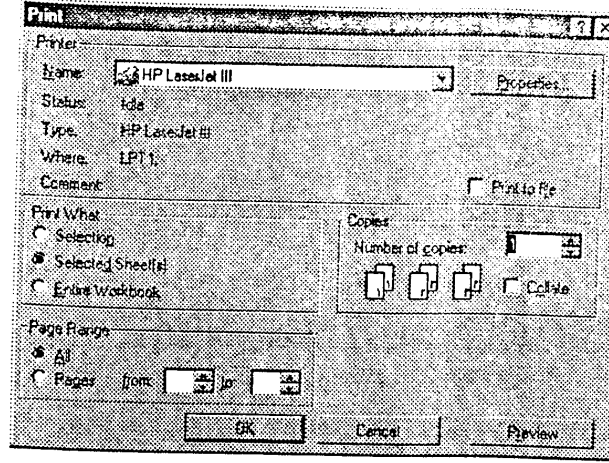 Print
Printer
Name: HP LaserJet III Properties...
Status: Idle
Type: HP LaserJet III
Where: LPT1:
Comment: Print to File
Print What
Selection
Selected Sheet(s)
Entire Workbook
Copies
Number of copies: 1
Collate
Page Range
All
Pages from: to:
OK Cancel Preview